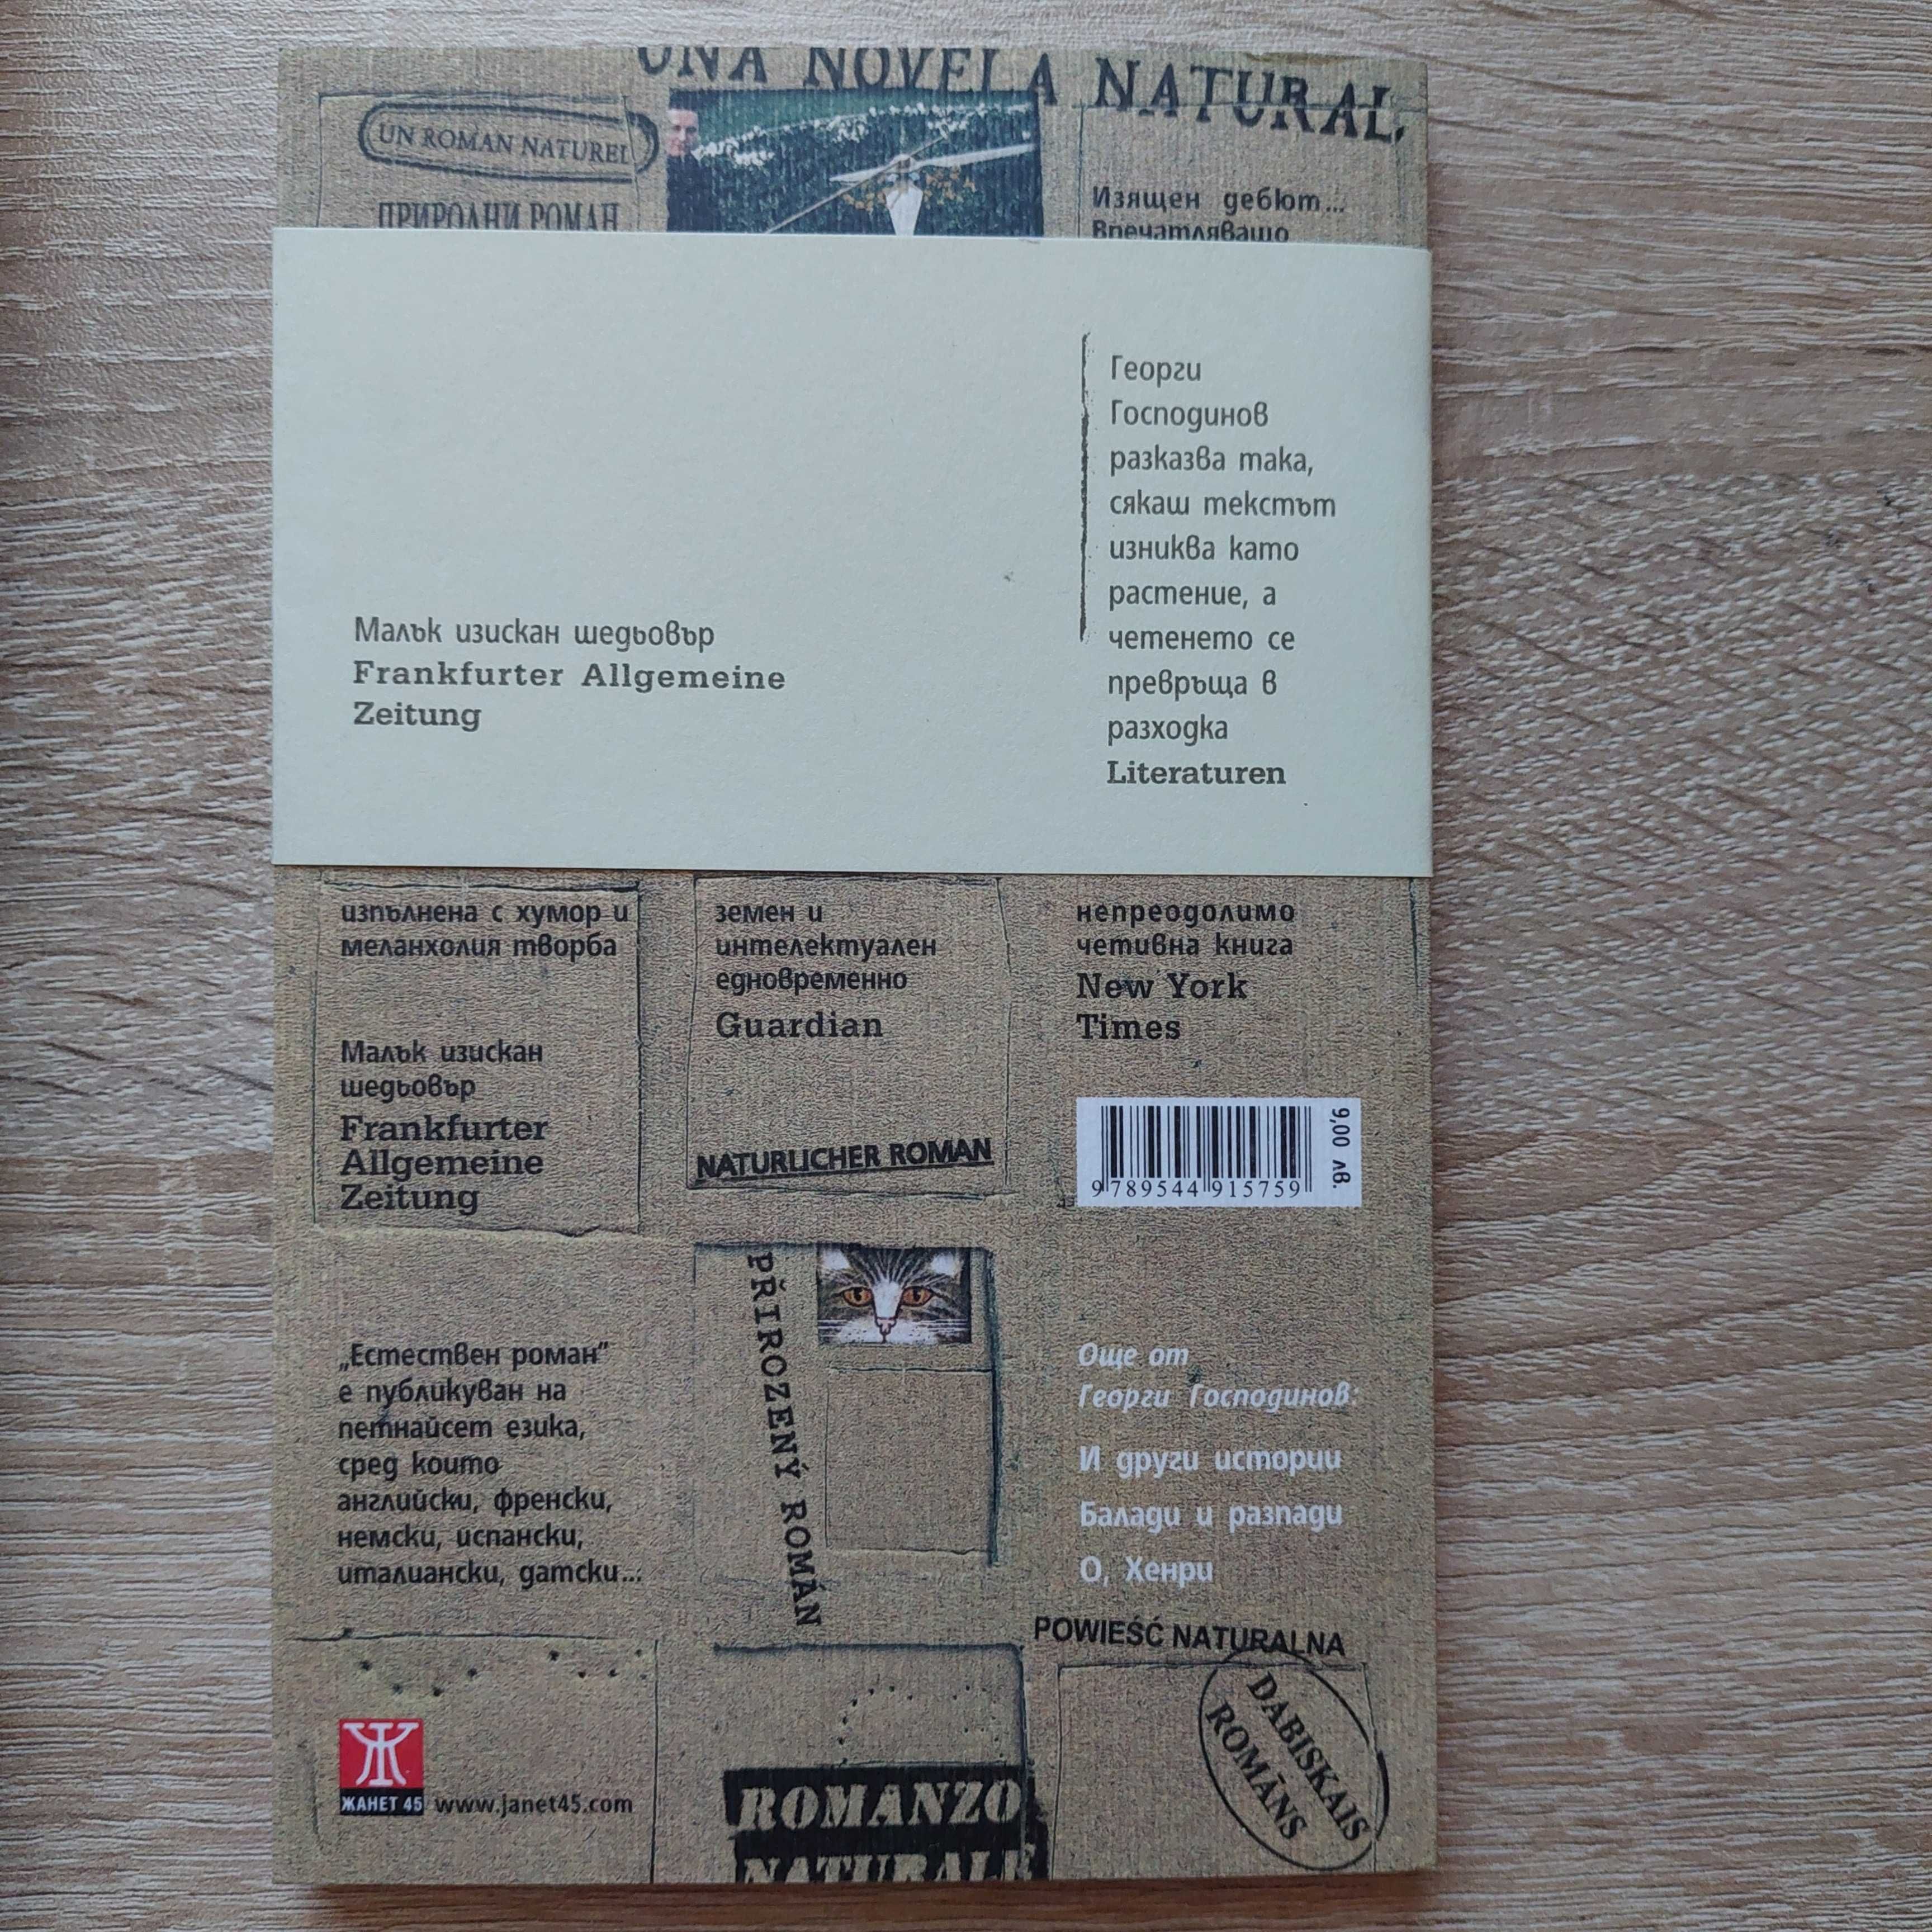 UNA NOVELA NATURAL
UN ROMAN NATUREL
ПРИРОДНИ РОМАН
Изящен дебют...
Впечатляващо
Георги
Господинов
разказва така,
сякаш текстът
изниква като
растение, а
четенето се
превръща в
разходка
Literaturen
Малък изискан шедьовър
Frankfurter Allgemeine
Zeitung
изпълнена с хумор и
меланхолия творба
Малък изискан
шедьовър
Frankfurter
Allgemeine
Zeitung
земен и
интелектуален
едновременно
Guardian
NATURLICHER ROMAN
непреодолимо
четивна книга
New York
Times
9,00 лв.
9 789544 915759
„Естествен роман“
е публикуван на
петнайсет езика,
сред които
английски, френски,
немски, испански,
италиански, датски...
PŘIROZENÝ ROMÁN
Още от
Георги Господинов:
И други истории
Балади и разпади
О, Хенри
POWIEŚĆ NATURALNA
DABISKAIS
ROMĀNS
Ж
ЖАНЕТ 45
www.janet45.com
ROMANZO
NATURALE